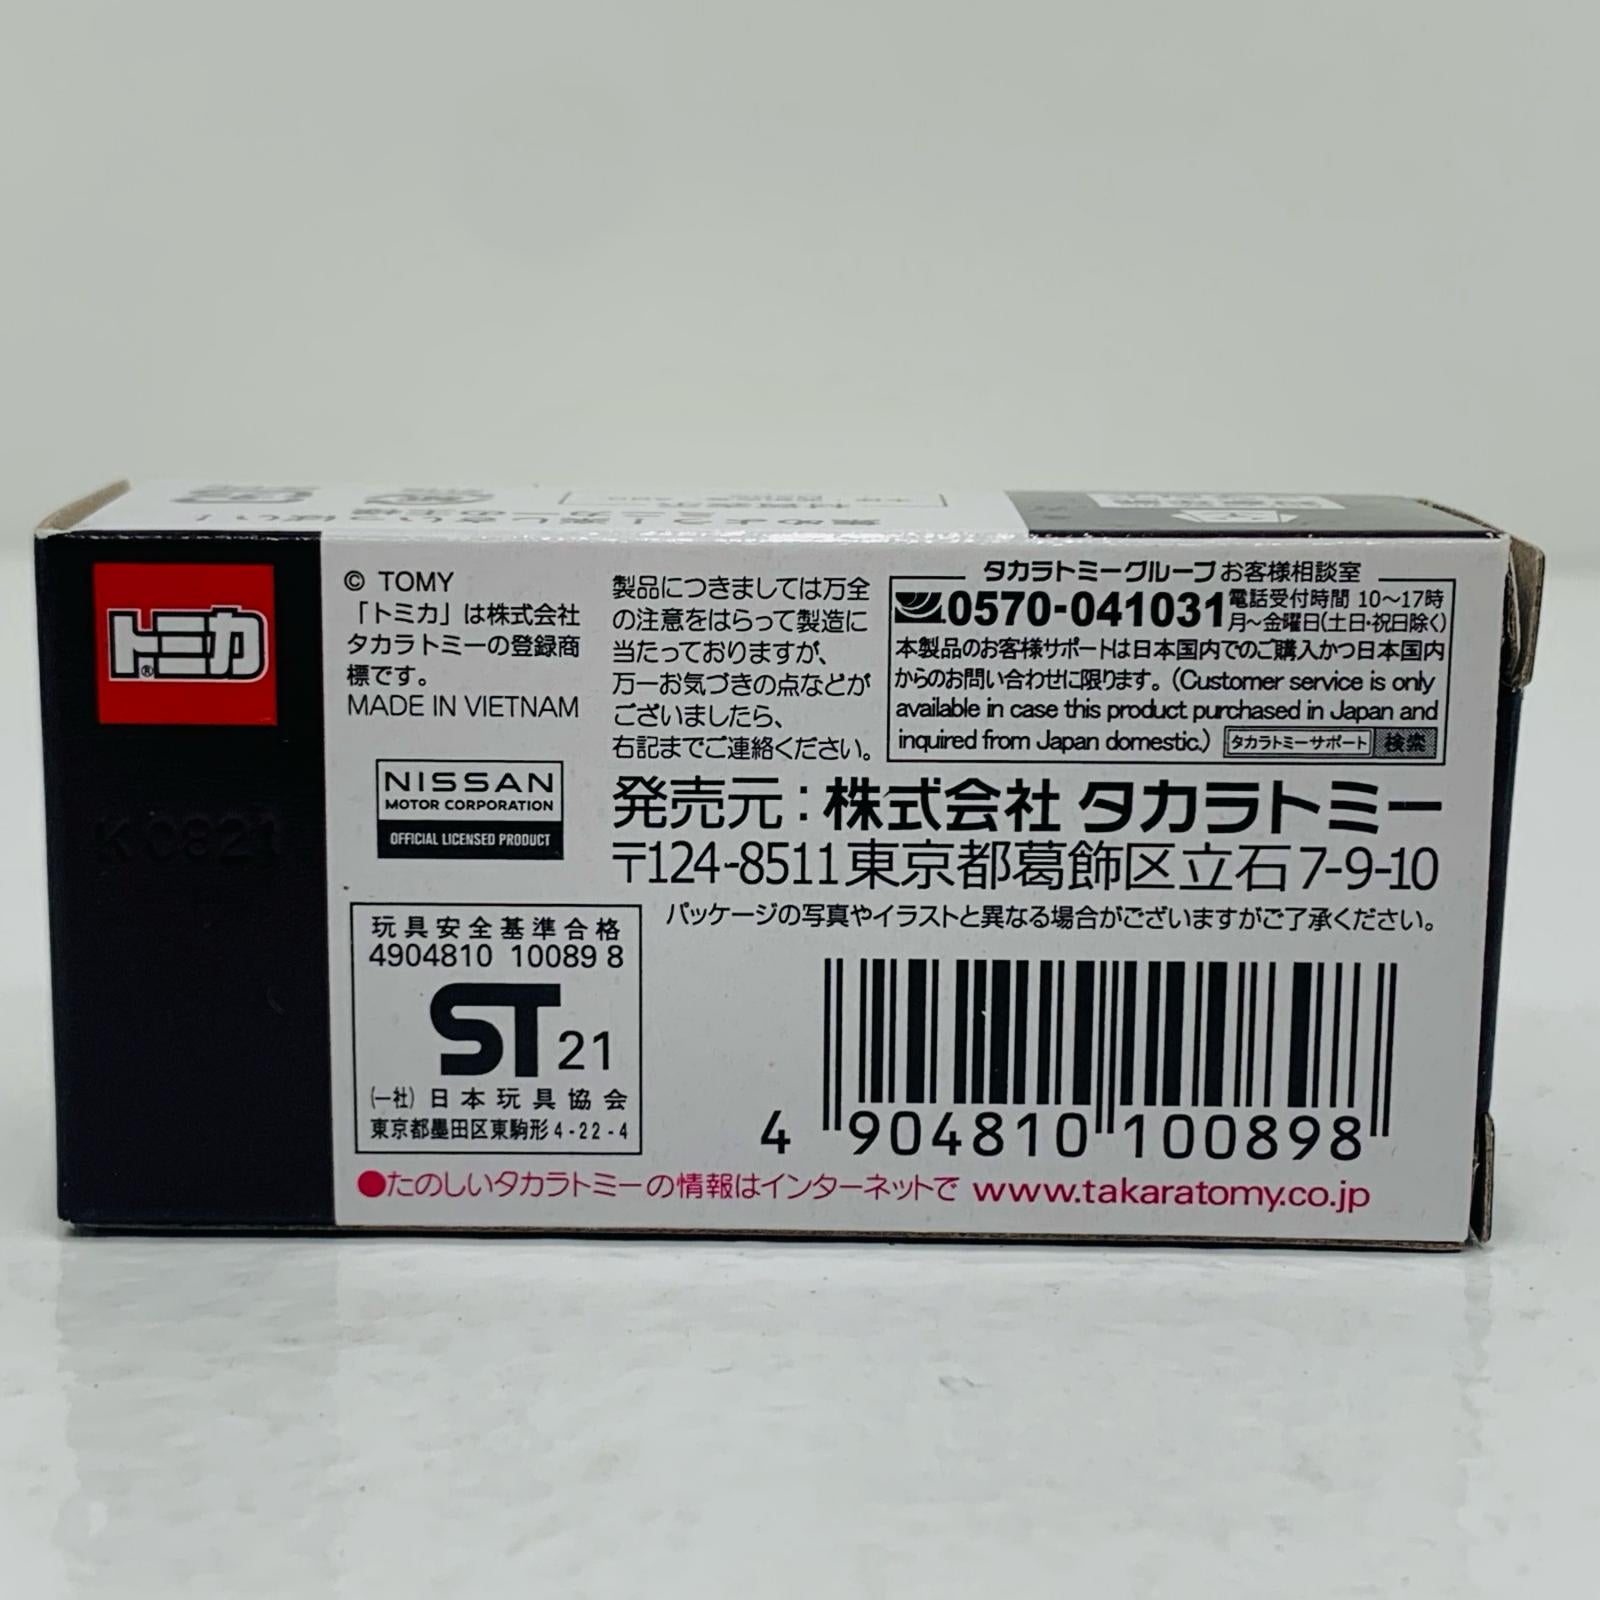 集めよう！楽しさいっぱい！
トミカ®
K0821
© TOMY
「トミカ」は株式会社
タカラトミーの登録商
標です。
MADE IN VIETNAM
NISSAN
MOTOR CORPORATION
OFFICIAL LICENSED PRODUCT
製品につきましては万全
の注意をはらって製造に
当たっておりますが、
万一お気づきの点などが
ございましたら、
右記までご連絡ください。
タカラトミーグループお客様相談室
0570-041031 電話受付時間 10〜17時
月〜金曜日(土日・祝日除く)
本製品のお客様サポートは日本国内でのご購入かつ日本国内
からのお問い合わせに限ります。(Customer service is only
available in case this product purchased in Japan and
inquired from Japan domestic.) タカラトミーサポート 検索
発売元：株式会社 タカラトミー
〒124-8511東京都葛飾区立石7-9-10
パッケージの写真やイラストと異なる場合がございますがご了承ください。
玩具安全基準合格
4904810 10089 8
ST 21
(一社)日本玩具協会
東京都墨田区東駒形4-22-4
4 904810 100898
●たのしいタカラトミーの情報はインターネットで www.takaratomy.co.jp